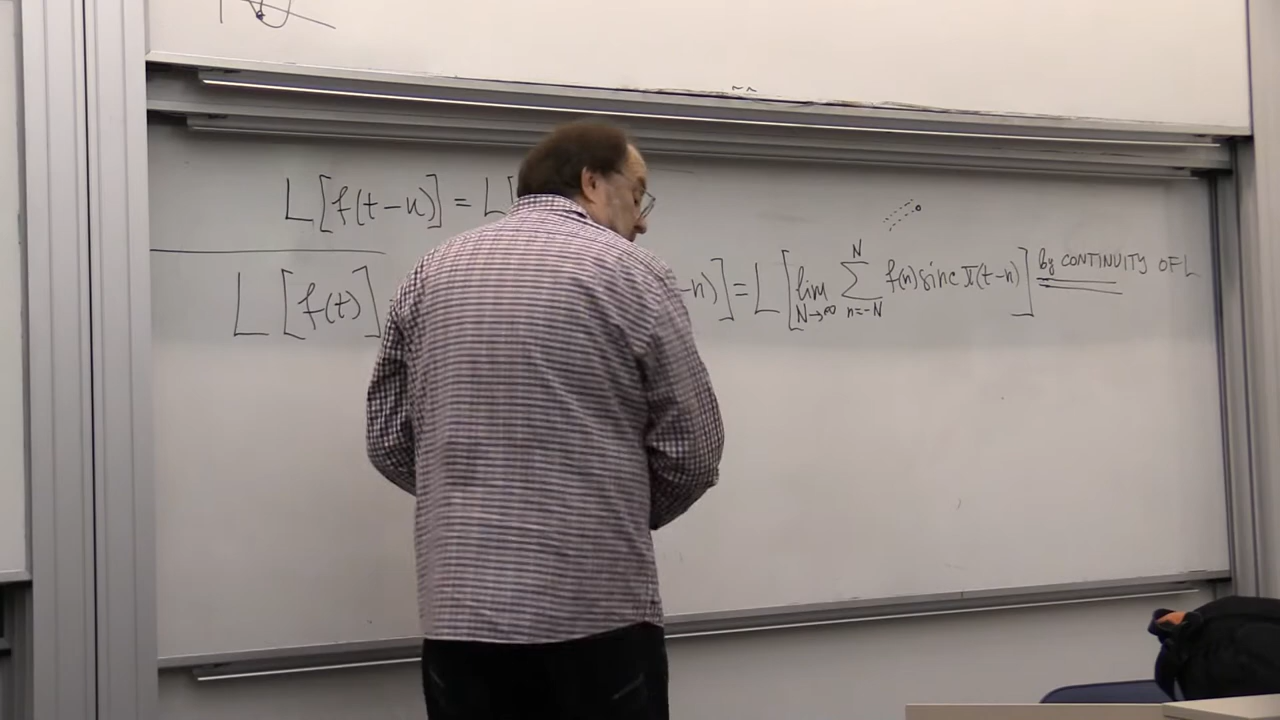 L[f(t-u)] = L[
L[f(t)] -n)] = L[lim N→∞ ∑ n=-N N f(n) sinc π(t-n)] by CONTINUITY OF L